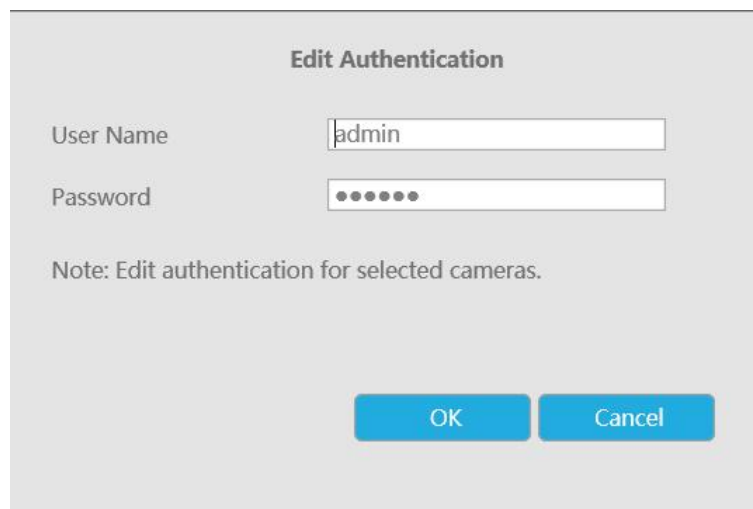 Edit Authentication
User Name admin
Password ●●●●●●
Note: Edit authentication for selected cameras.
OK Cancel